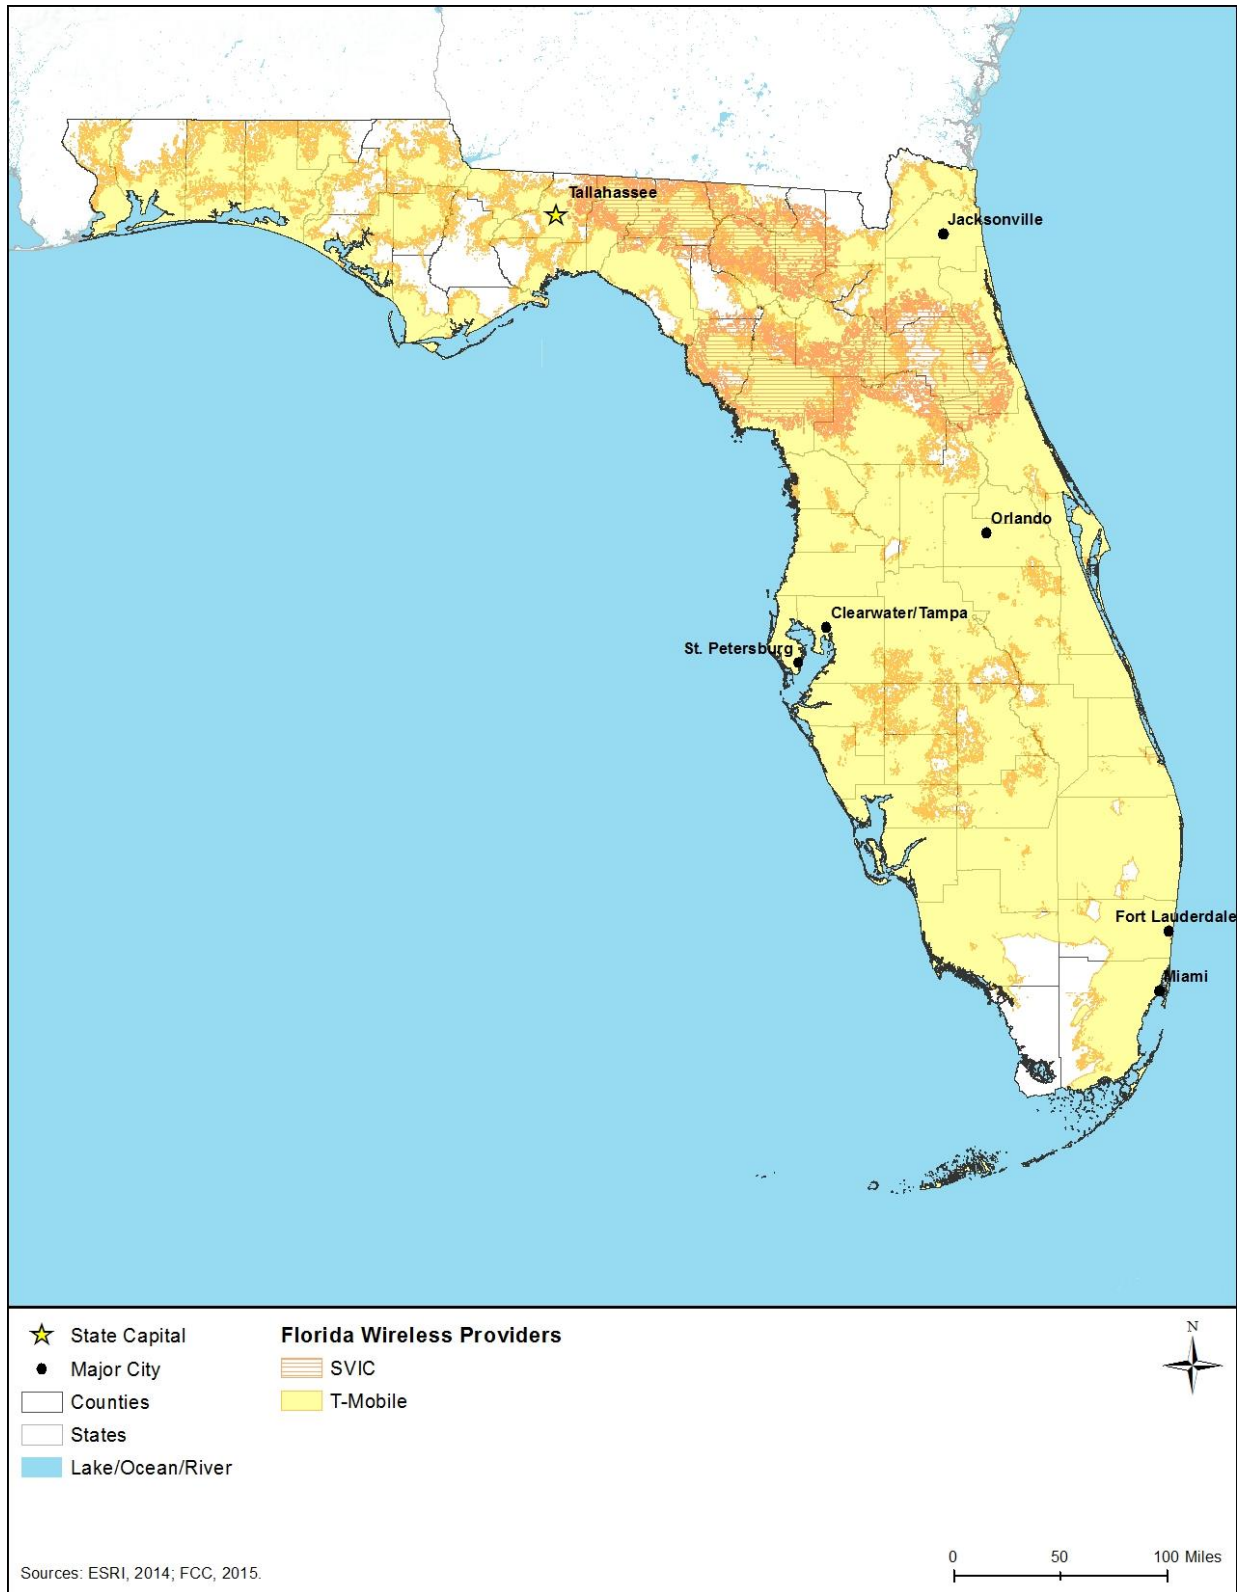 Tallahassee
Jacksonville
Orlando
Clearwater/Tampa
St. Petersburg
Fort Lauderdale
Miami
State Capital
Major City
Counties
States
Lake/Ocean/River
Florida Wireless Providers
SVIC
T-Mobile
N
0 50 100 Miles
Sources: ESRI, 2014; FCC, 2015.